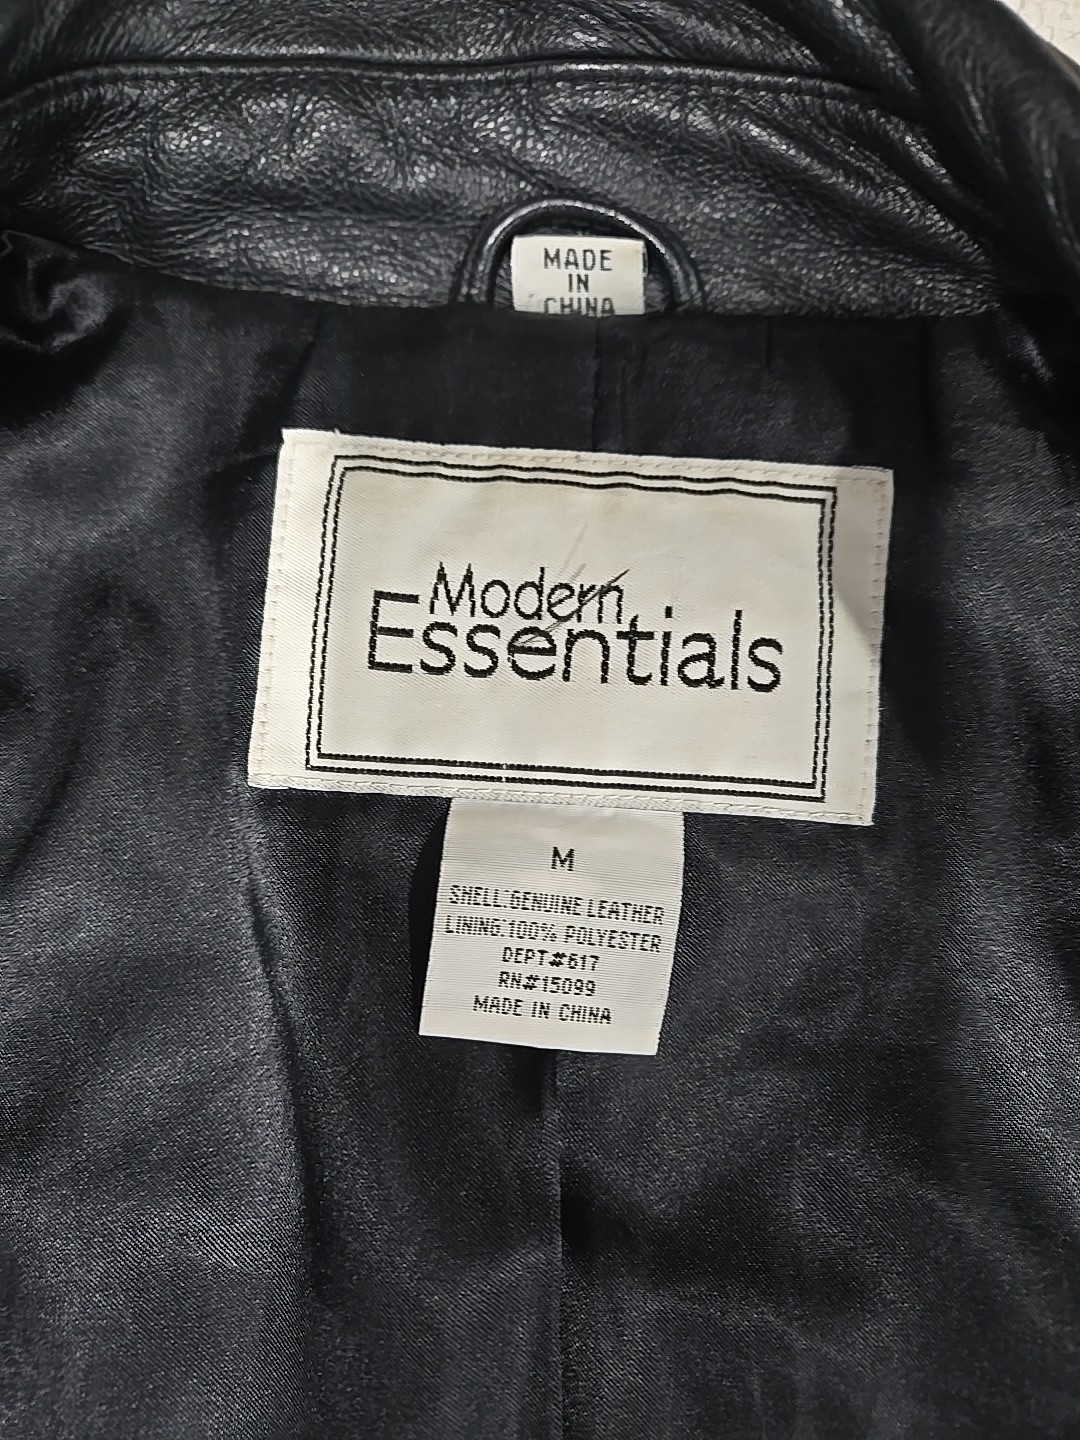 MADE
IN
CHINA
Modern
Essentials
M
SHELL:GENUINE LEATHER
LINING:100% POLYESTER
DEPT#617
RN#15099
MADE IN CHINA